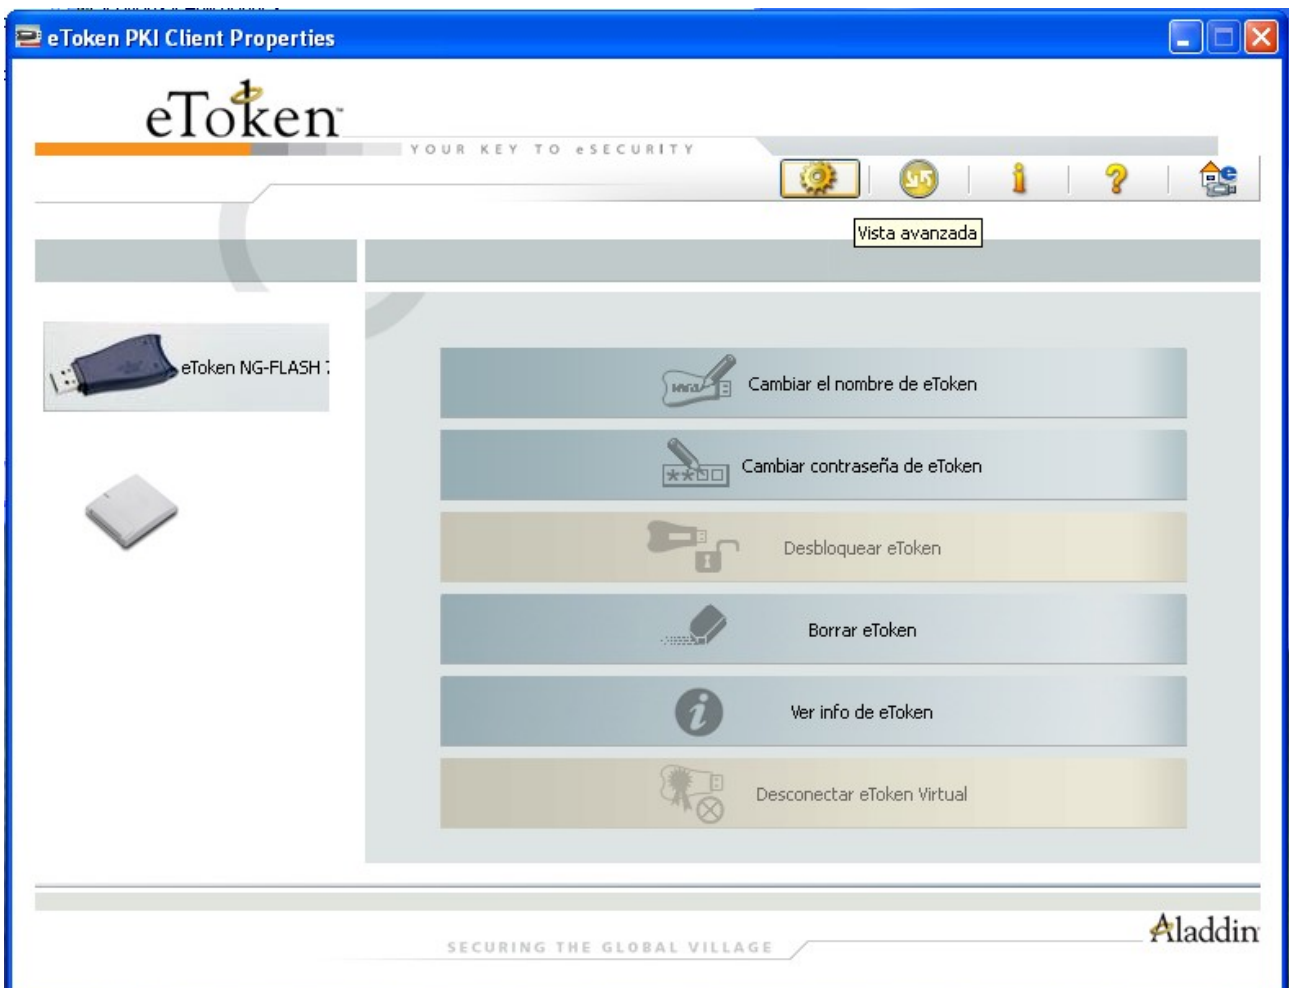 eToken PKI Client Properties
eToken
YOUR KEY TO eSECURITY
Vista avanzada
eToken NG-FLASH
Cambiar el nombre de eToken
Cambiar contraseña de eToken
Desbloquear eToken
Borrar eToken
Ver info de eToken
Desconectar eToken Virtual
Aladdin
SECURING THE GLOBAL VILLAGE